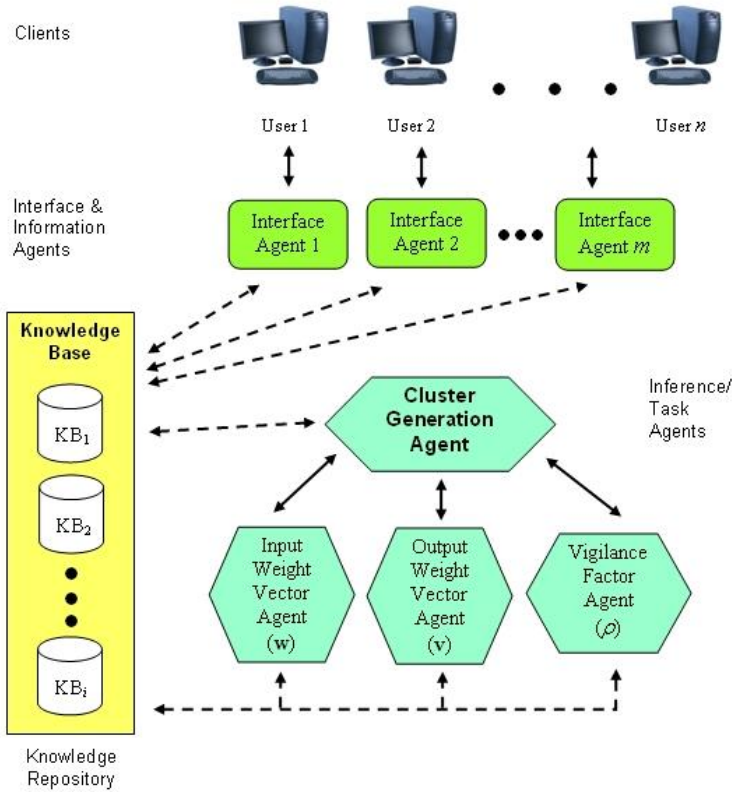 Clients
User 1
User 2
User n
Interface &
Information
Agents
Interface
Agent 1
Interface
Agent 2
Interface
Agent m
Knowledge
Base
KB1
KB2
KBi
Knowledge
Repository
Cluster
Generation
Agent
Inference/
Task
Agents
Input
Weight
Vector
Agent
(w)
Output
Weight
Vector
Agent
(v)
Vigilance
Factor
Agent
(ρ)